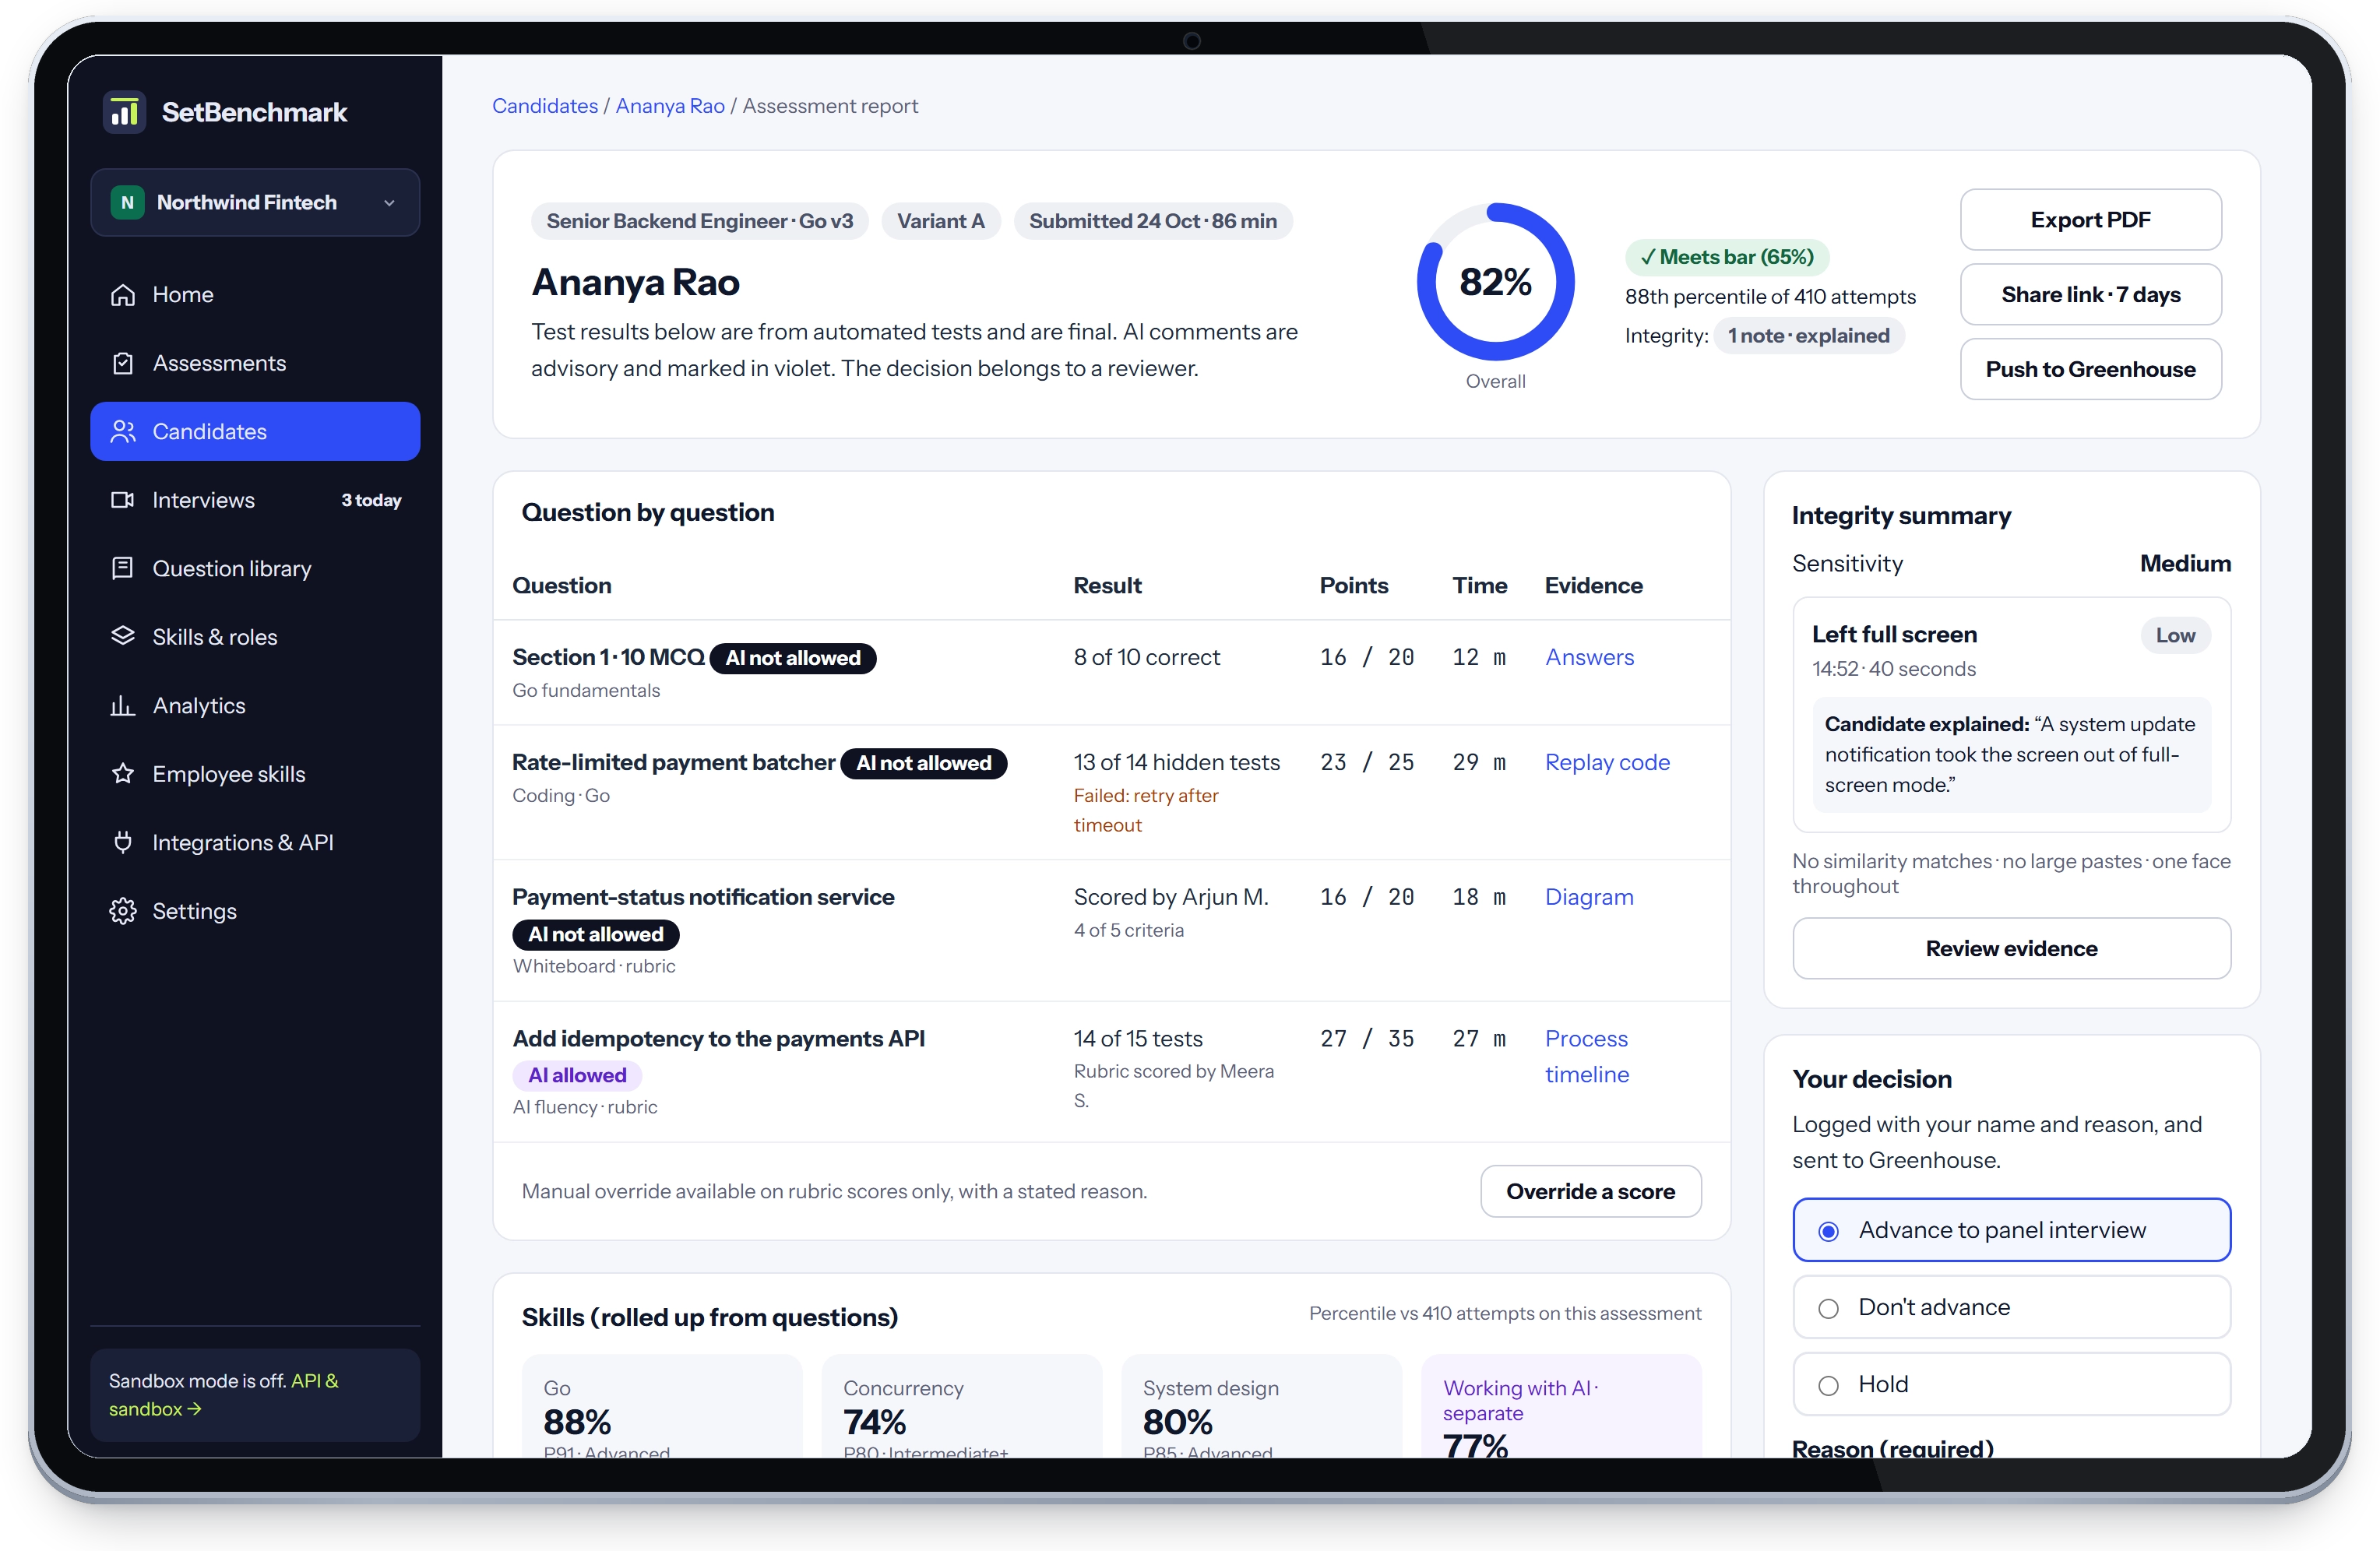 SetBenchmark
N Northwind Fintech
Home
Assessments
Candidates
Interviews 3 today
Question library
Skills & roles
Analytics
Employee skills
Integrations & API
Settings
Sandbox mode is off. API &
sandbox →
Candidates / Ananya Rao / Assessment report
Senior Backend Engineer · Go v3 Variant A Submitted 24 Oct · 86 min
Ananya Rao
Test results below are from automated tests and are final. AI comments are
advisory and marked in violet. The decision belongs to a reviewer.
82%
Overall
✓ Meets bar (65%)
88th percentile of 410 attempts
Integrity: 1 note · explained
Export PDF
Share link · 7 days
Push to Greenhouse
Question by question
Question Result Points Time Evidence
Section 1 · 10 MCQ AI not allowed 8 of 10 correct 16 / 20 12 m Answers
Go fundamentals
Rate-limited payment batcher AI not allowed 13 of 14 hidden tests 23 / 25 29 m Replay code
Coding · Go Failed: retry after
timeout
Payment-status notification service Scored by Arjun M. 16 / 20 18 m Diagram
AI not allowed 4 of 5 criteria
Whiteboard · rubric
Add idempotency to the payments API 14 of 15 tests 27 / 35 27 m Process
AI allowed Rubric scored by Meera timeline
AI fluency · rubric S.
Manual override available on rubric scores only, with a stated reason. Override a score
Skills (rolled up from questions) Percentile vs 410 attempts on this assessment
Go
88%
P91 · Advanced
Concurrency
74%
P80 · Intermediate+
System design
80%
P85 · Advanced
Working with AI ·
separate
77%
Integrity summary
Sensitivity Medium
Left full screen Low
14:52 · 40 seconds
Candidate explained: “A system update
notification took the screen out of full-
screen mode.”
No similarity matches · no large pastes · one face
throughout
Review evidence
Your decision
Logged with your name and reason, and
sent to Greenhouse.
Advance to panel interview
Don't advance
Hold
Reason (required)